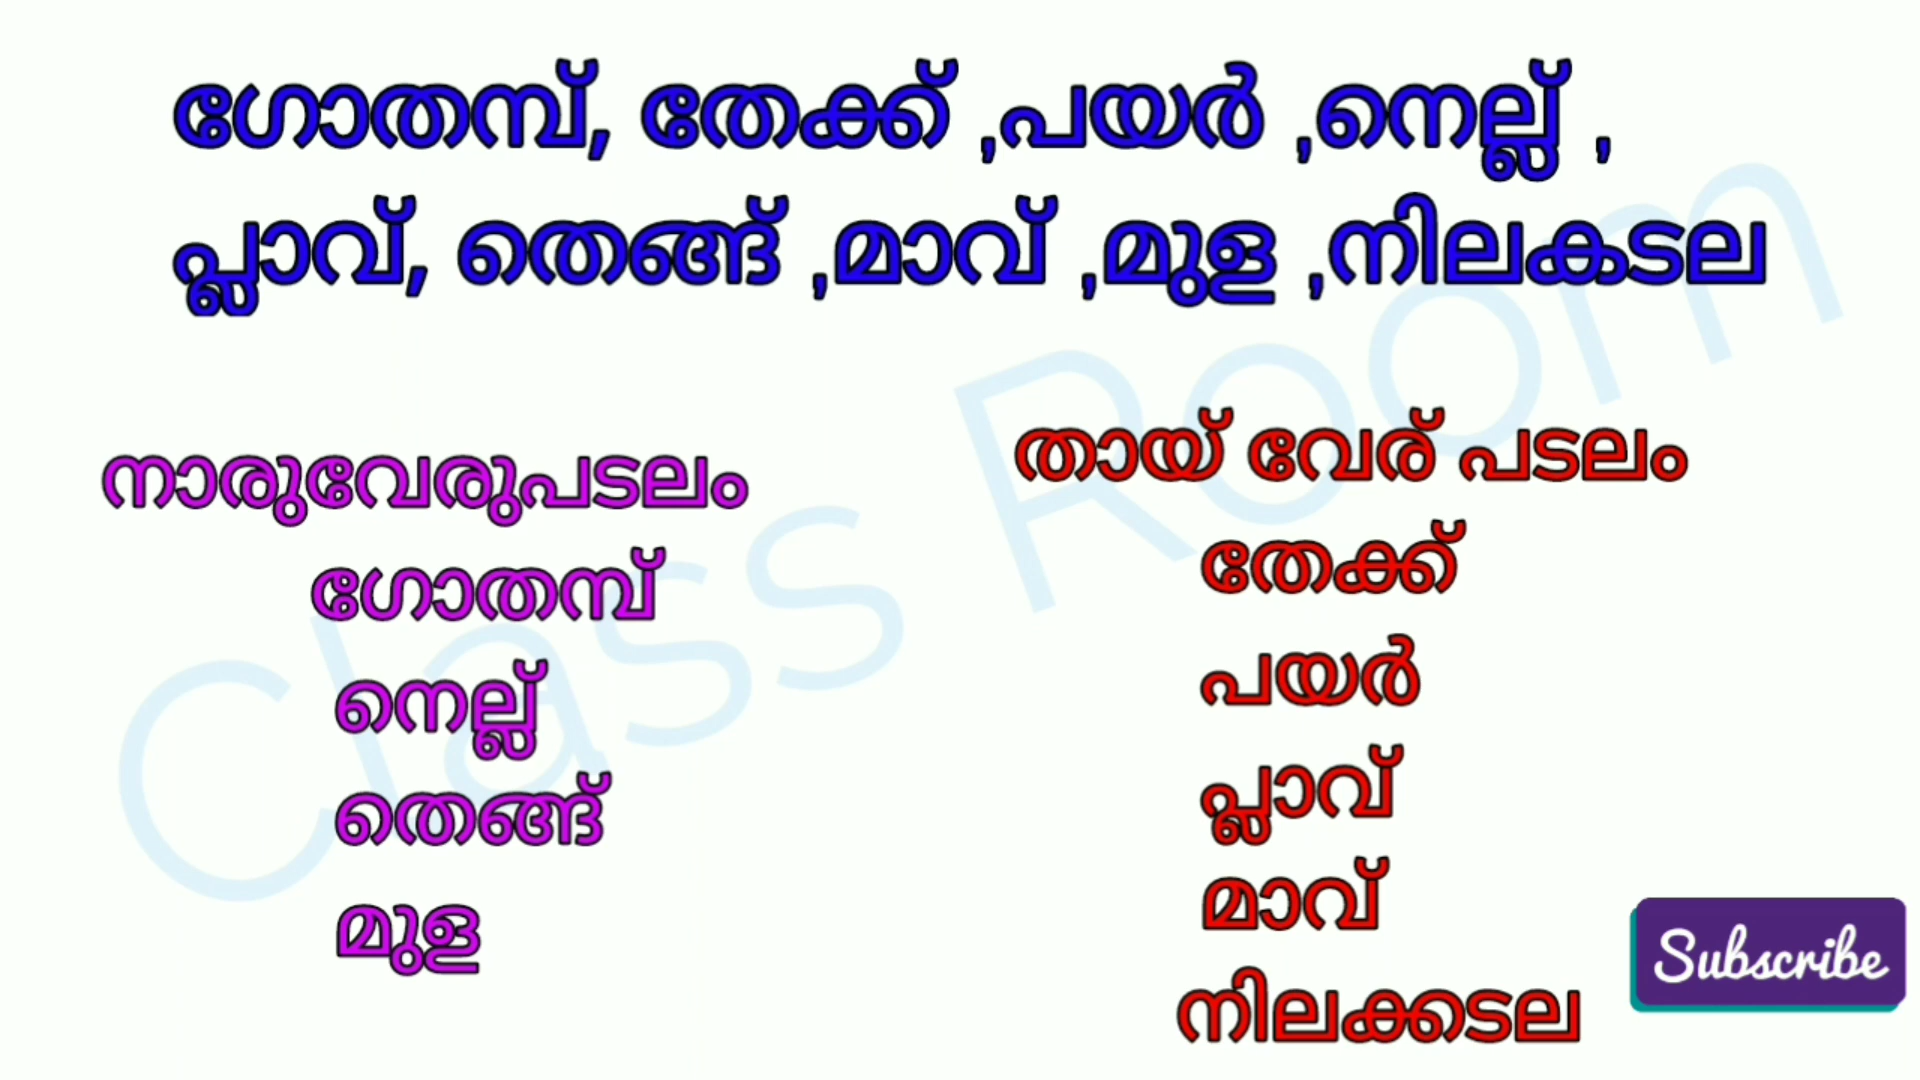 ഗോതമ്പ്, തേക്ക് ,പയർ ,നെല്ല് ,
പ്ലാവ്, തെങ്ങ് ,മാവ് ,മുള ,നിലകടല
നാരുവേരുപടലം
ഗോതമ്പ്
നെല്ല്
തെങ്ങ്
മുള
തായ് വേര് പടലം
തേക്ക്
പയർ
പ്ലാവ്
മാവ്
നിലക്കടല
Class Room
Subscribe